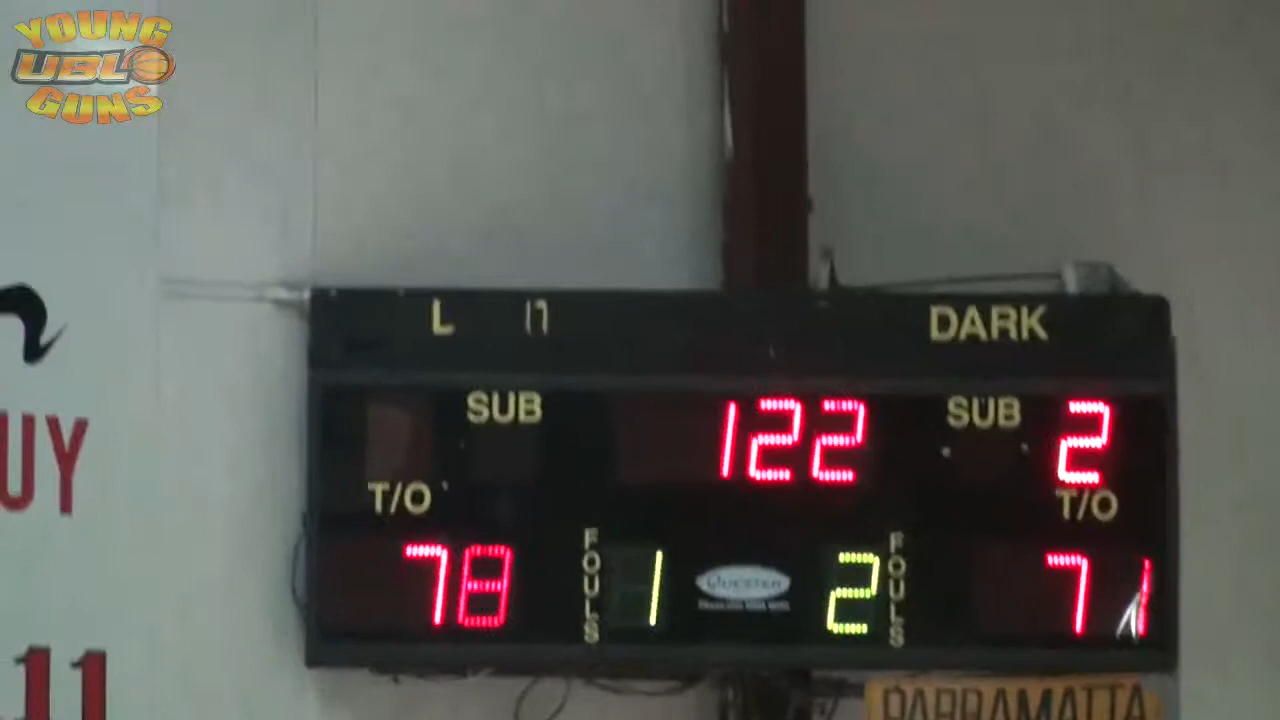 YOUNG
UBL
GUNS
L DARK
SUB 122 SUB 2
T/O T/O
78 FOULS 1 2 FOULS 71
UY
11
PARRAMATTA